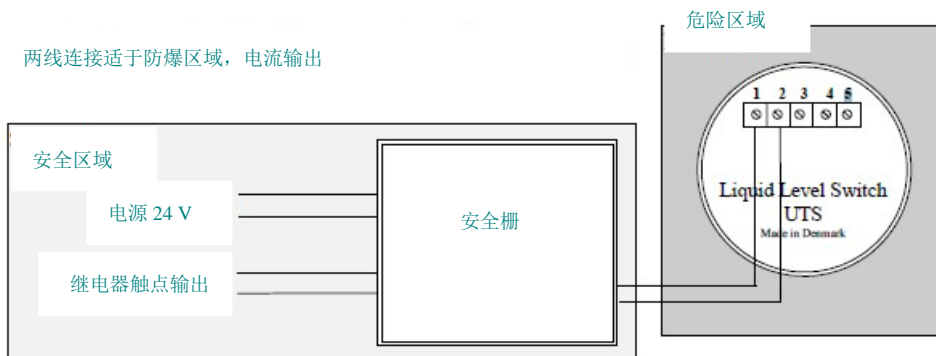 危险区域
两线连接适于防爆区域，电流输出
1 2 3 4 5
安全区域
电源 24 V
安全栅
继电器触点输出
Liquid Level Switch
UTS
Made in Denmark